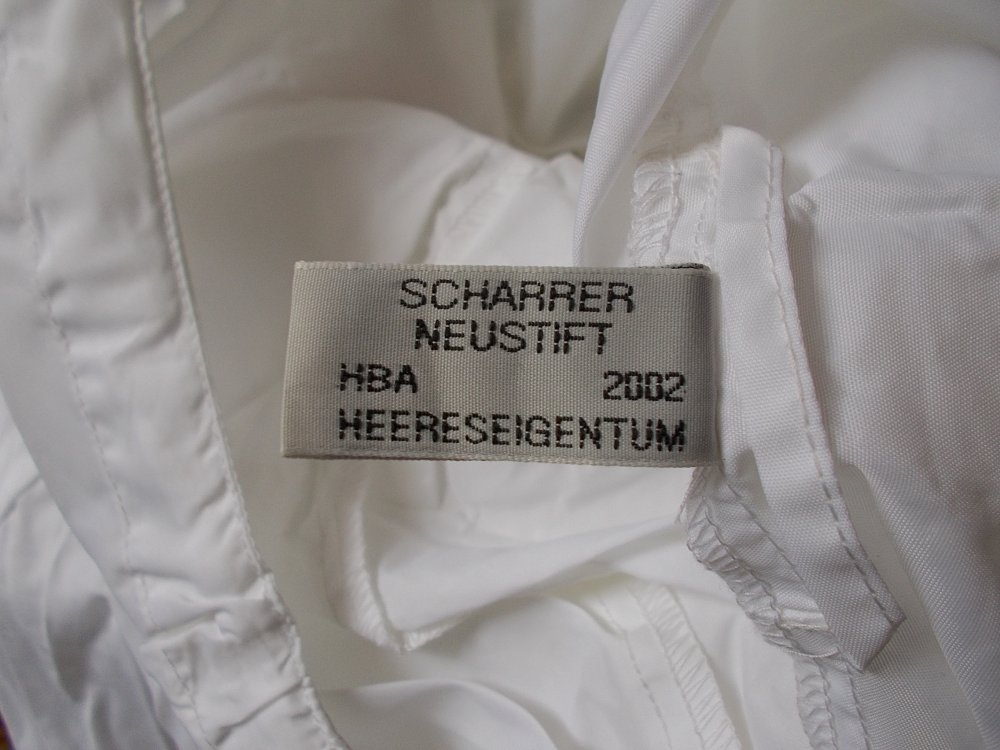 SCHARRER
NEUSTIFT
HBA 2002
HEERESEIGENTUM